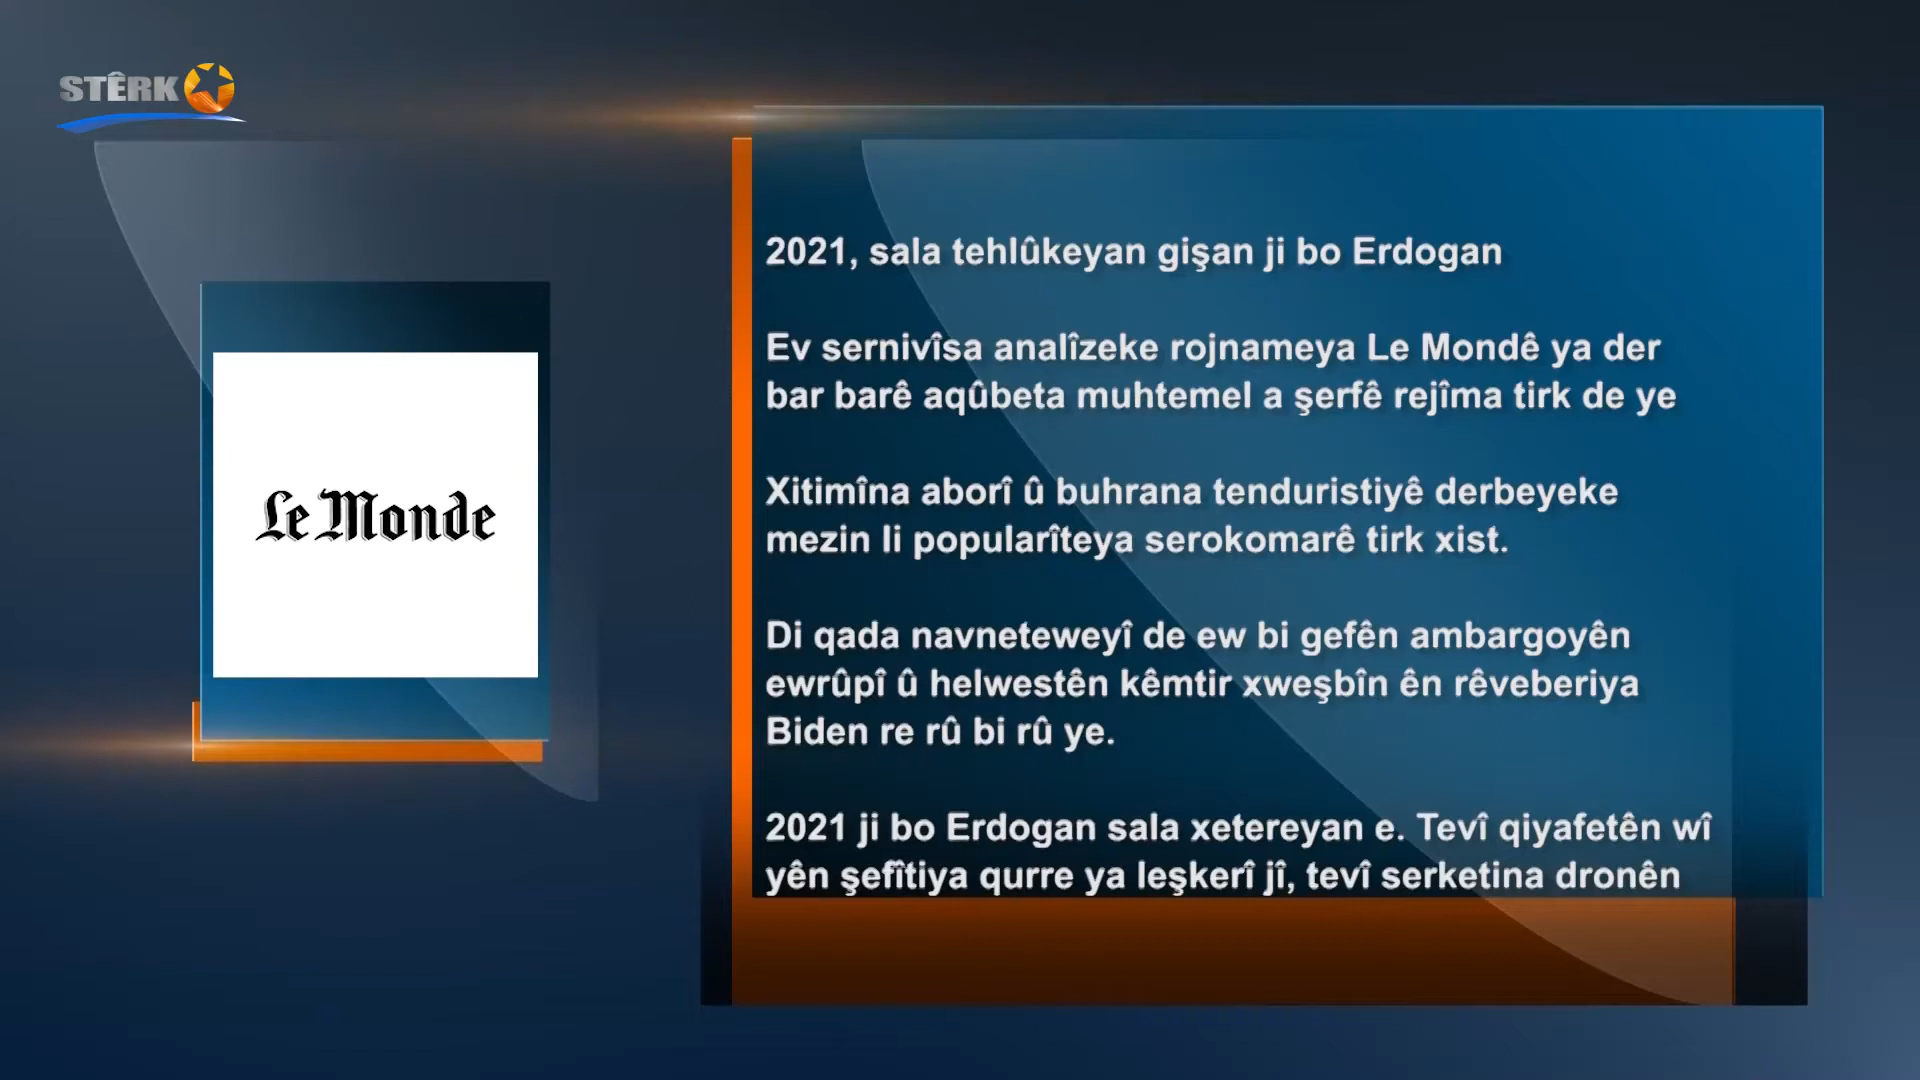 STÊRK
Le Monde
2021, sala tehlûkeyan gişan ji bo Erdogan
Ev sernivîsa analîzeke rojnameya Le Mondê ya der
bar barê aqûbeta muhtemel a şerfê rejîma tirk de ye
Xitimîna aborî û buhrana tenduristiyê derbeyeke
mezin li popularîteya serokomarê tirk xist.
Di qada navneteweyî de ew bi gefên ambargoyên
ewrûpî û helwestên kêmtir xweşbîn ên rêveberiya
Biden re rû bi rû ye.
2021 ji bo Erdogan sala xetereyan e. Tevî qiyafetên wî
yên şefîtiya qurre ya leşkerî jî, tevî serketina dronên